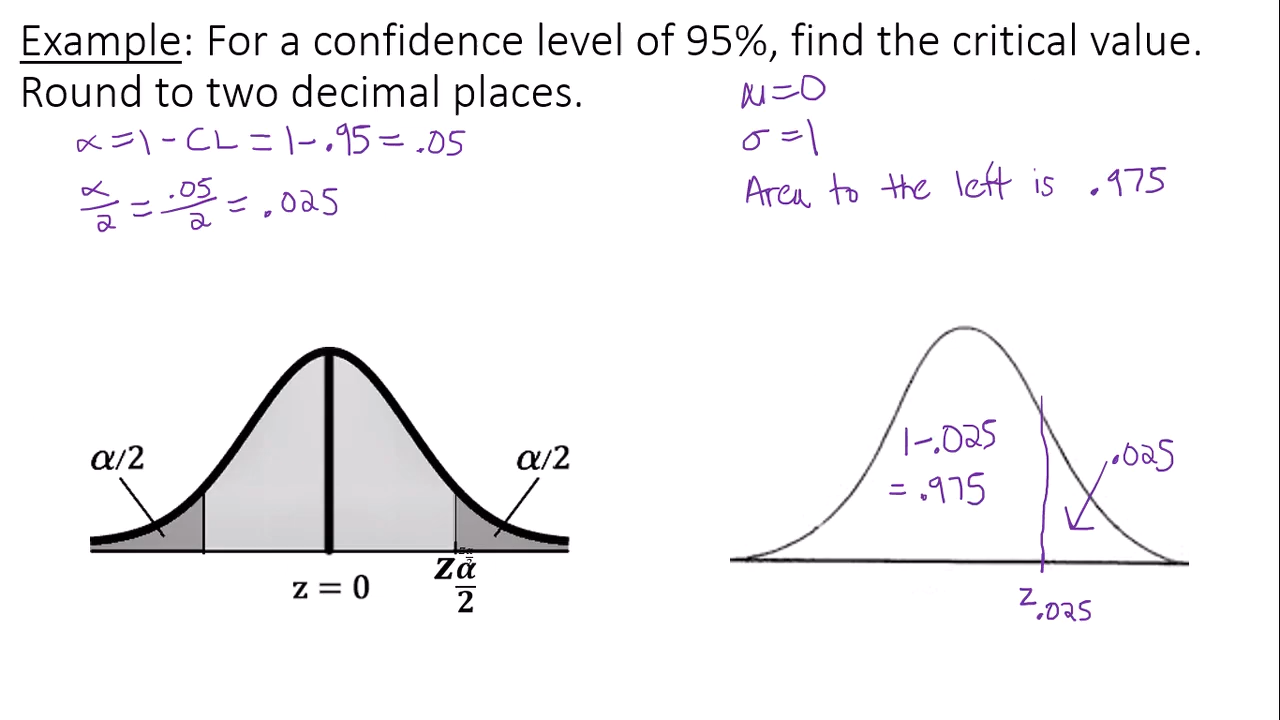 Example: For a confidence level of 95%, find the critical value.
Round to two decimal places.
α = 1 - CL = 1 - .95 = .05
α/2 = .05/2 = .025
μ = 0
σ = 1
Area to the left is .975
α/2
α/2
z = 0
Zα/2
1-.025
= .975
.025
z.025